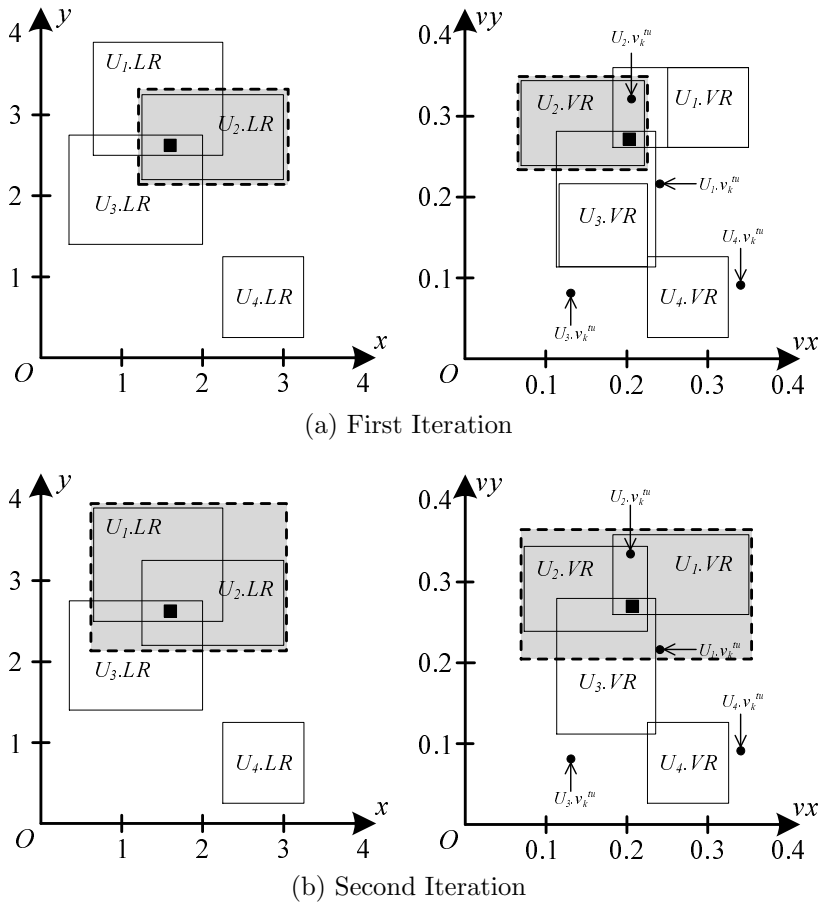 y
4
3
2
1
O
1
2
3
4
x
U₁.LR
U₂.LR
U₃.LR
U₄.LR
vy
0.4
0.3
0.2
0.1
O
0.1
0.2
0.3
0.4
vx
U₂.vₖᵗᵘ
U₂.VR
U₁.VR
U₁.vₖᵗᵘ
U₃.VR
U₄.vₖᵗᵘ
U₄.VR
U₃.vₖᵗᵘ
(a) First Iteration
y
4
3
2
1
O
1
2
3
4
x
U₁.LR
U₂.LR
U₃.LR
U₄.LR
vy
0.4
0.3
0.2
0.1
O
0.1
0.2
0.3
0.4
vx
U₂.vₖᵗᵘ
U₂.VR
U₁.VR
U₁.vₖᵗᵘ
U₃.VR
U₄.vₖᵗᵘ
U₄.VR
U₃.vₖᵗᵘ
(b) Second Iteration